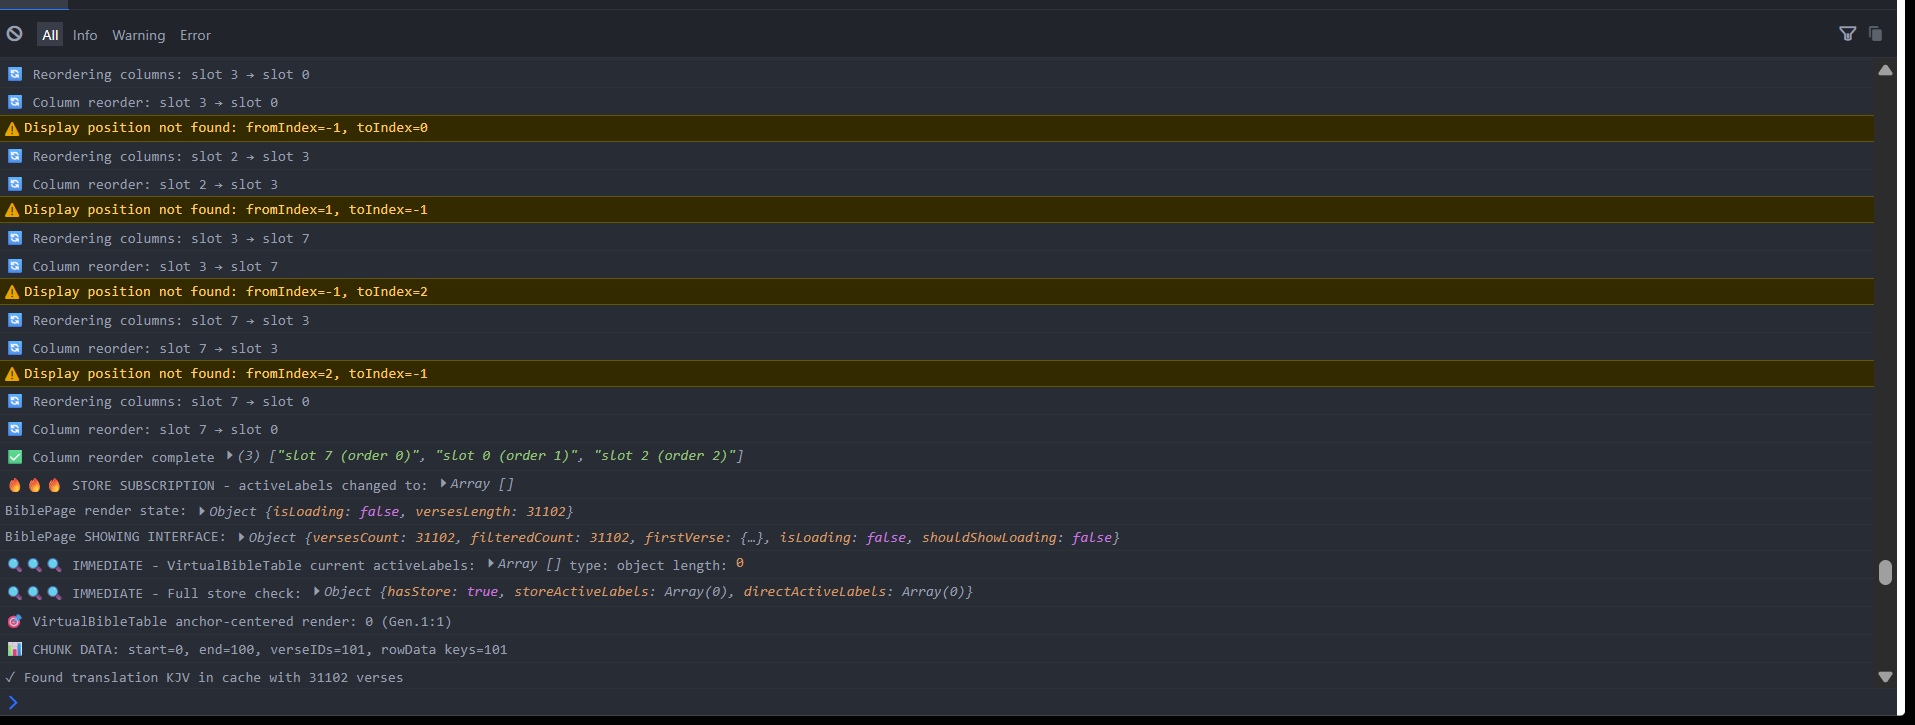 All Info Warning Error
Reordering columns: slot 3 → slot 0
Column reorder: slot 3 → slot 0
Display position not found: fromIndex=-1, toIndex=0
Reordering columns: slot 2 → slot 3
Column reorder: slot 2 → slot 3
Display position not found: fromIndex=1, toIndex=-1
Reordering columns: slot 3 → slot 7
Column reorder: slot 3 → slot 7
Display position not found: fromIndex=-1, toIndex=2
Reordering columns: slot 7 → slot 3
Column reorder: slot 7 → slot 3
Display position not found: fromIndex=2, toIndex=-1
Reordering columns: slot 7 → slot 0
Column reorder: slot 7 → slot 0
Column reorder complete (3) ["slot 7 (order 0)", "slot 0 (order 1)", "slot 2 (order 2)"]
STORE SUBSCRIPTION - activeLabels changed to: Array []
BiblePage render state: Object {isLoading: false, versesLength: 31102}
BiblePage SHOWING INTERFACE: Object {versesCount: 31102, filteredCount: 31102, firstVerse: {…}, isLoading: false, shouldShowLoading: false}
IMMEDIATE - VirtualBibleTable current activeLabels: Array [] type: object length: 0
IMMEDIATE - Full store check: Object {hasStore: true, storeActiveLabels: Array(0), directActiveLabels: Array(0)}
VirtualBibleTable anchor-centered render: 0 (Gen.1:1)
CHUNK DATA: start=0, end=100, verseIDs=101, rowData keys=101
✓ Found translation KJV in cache with 31102 verses